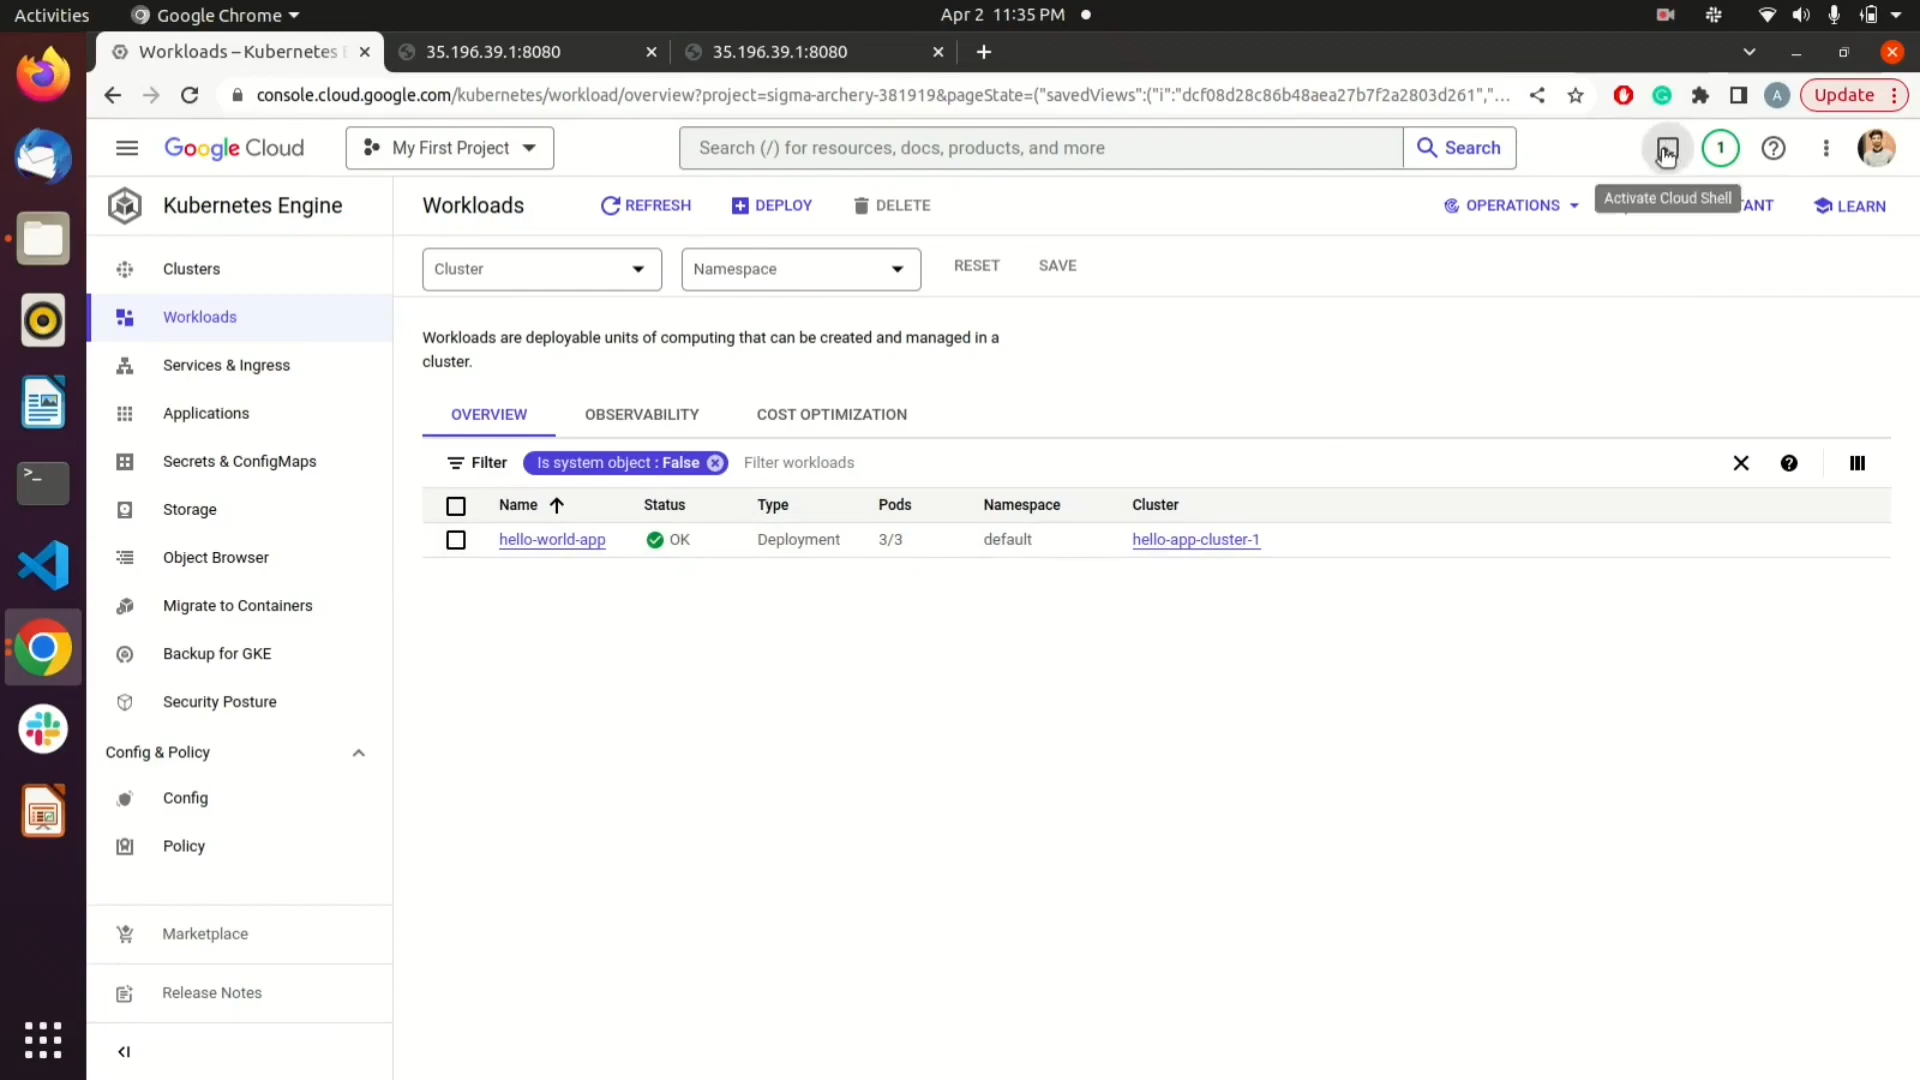 Activities
Google Chrome
Apr 2 11:35 PM
Workloads – Kubernetes E
35.196.39.1:8080
35.196.39.1:8080
console.cloud.google.com/kubernetes/workload/overview?project=sigma-archery-381919&pageState=("savedViews":("i":"dcf08d28c86b48aea27b7f2a2803d261","...
A
Update
Google Cloud
My First Project
Search (/) for resources, docs, products, and more
Search
1
Kubernetes Engine
Workloads
REFRESH
DEPLOY
DELETE
OPERATIONS
Activate Cloud Shell
TANT
LEARN
Clusters
Workloads
Services & Ingress
Applications
Secrets & ConfigMaps
Storage
Object Browser
Migrate to Containers
Backup for GKE
Security Posture
Config & Policy
Config
Policy
Marketplace
Release Notes
Cluster
Namespace
RESET
SAVE
Workloads are deployable units of computing that can be created and managed in a
cluster.
OVERVIEW
OBSERVABILITY
COST OPTIMIZATION
Filter
Is system object : False
Filter workloads
Name
Status
Type
Pods
Namespace
Cluster
hello-world-app
OK
Deployment
3/3
default
hello-app-cluster-1